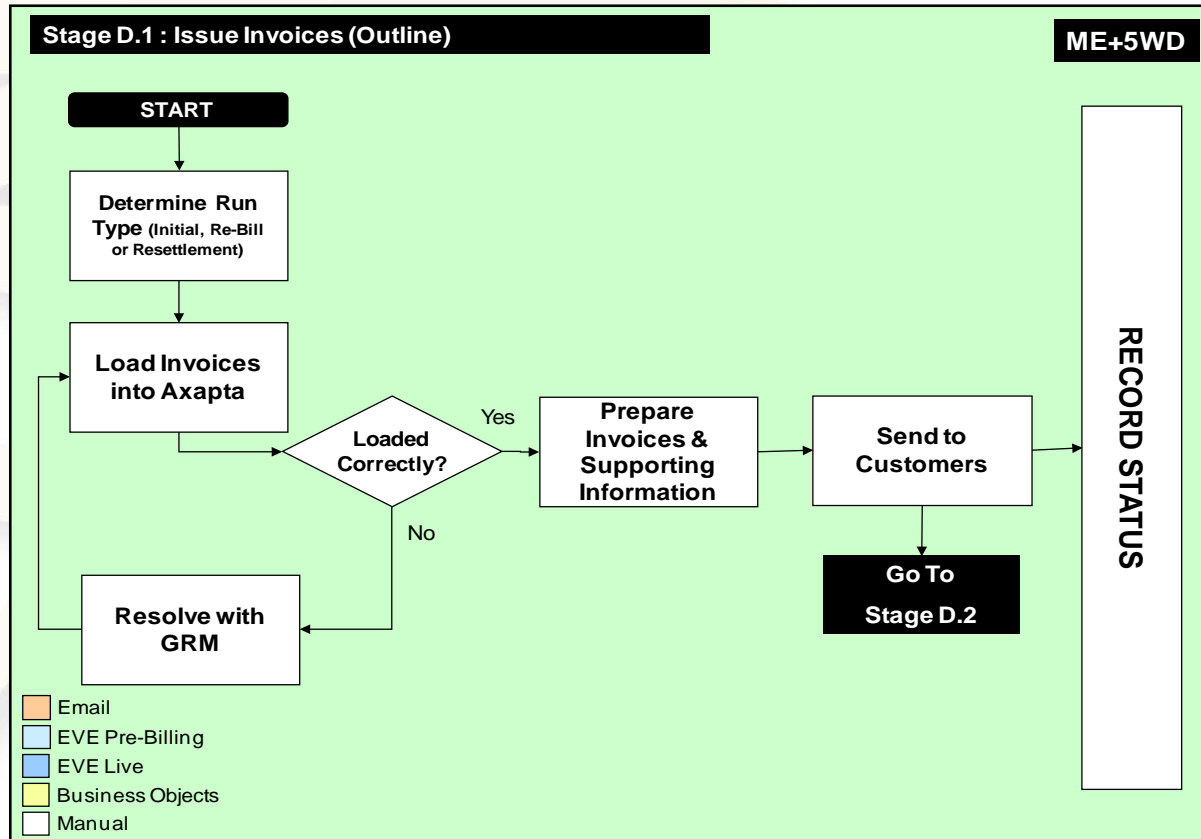 Stage D.1 : Issue Invoices (Outline)
ME+5WD
START
Determine Run
Type (Initial, Re-Bill
or Resettlement)
Load Invoices
into Axapta
Loaded
Correctly?
Yes
No
Prepare
Invoices &
Supporting
Information
Send to
Customers
Go To
Stage D.2
Resolve with
GRM
RECORD STATUS
Email
EVE Pre-Billing
EVE Live
Business Objects
Manual